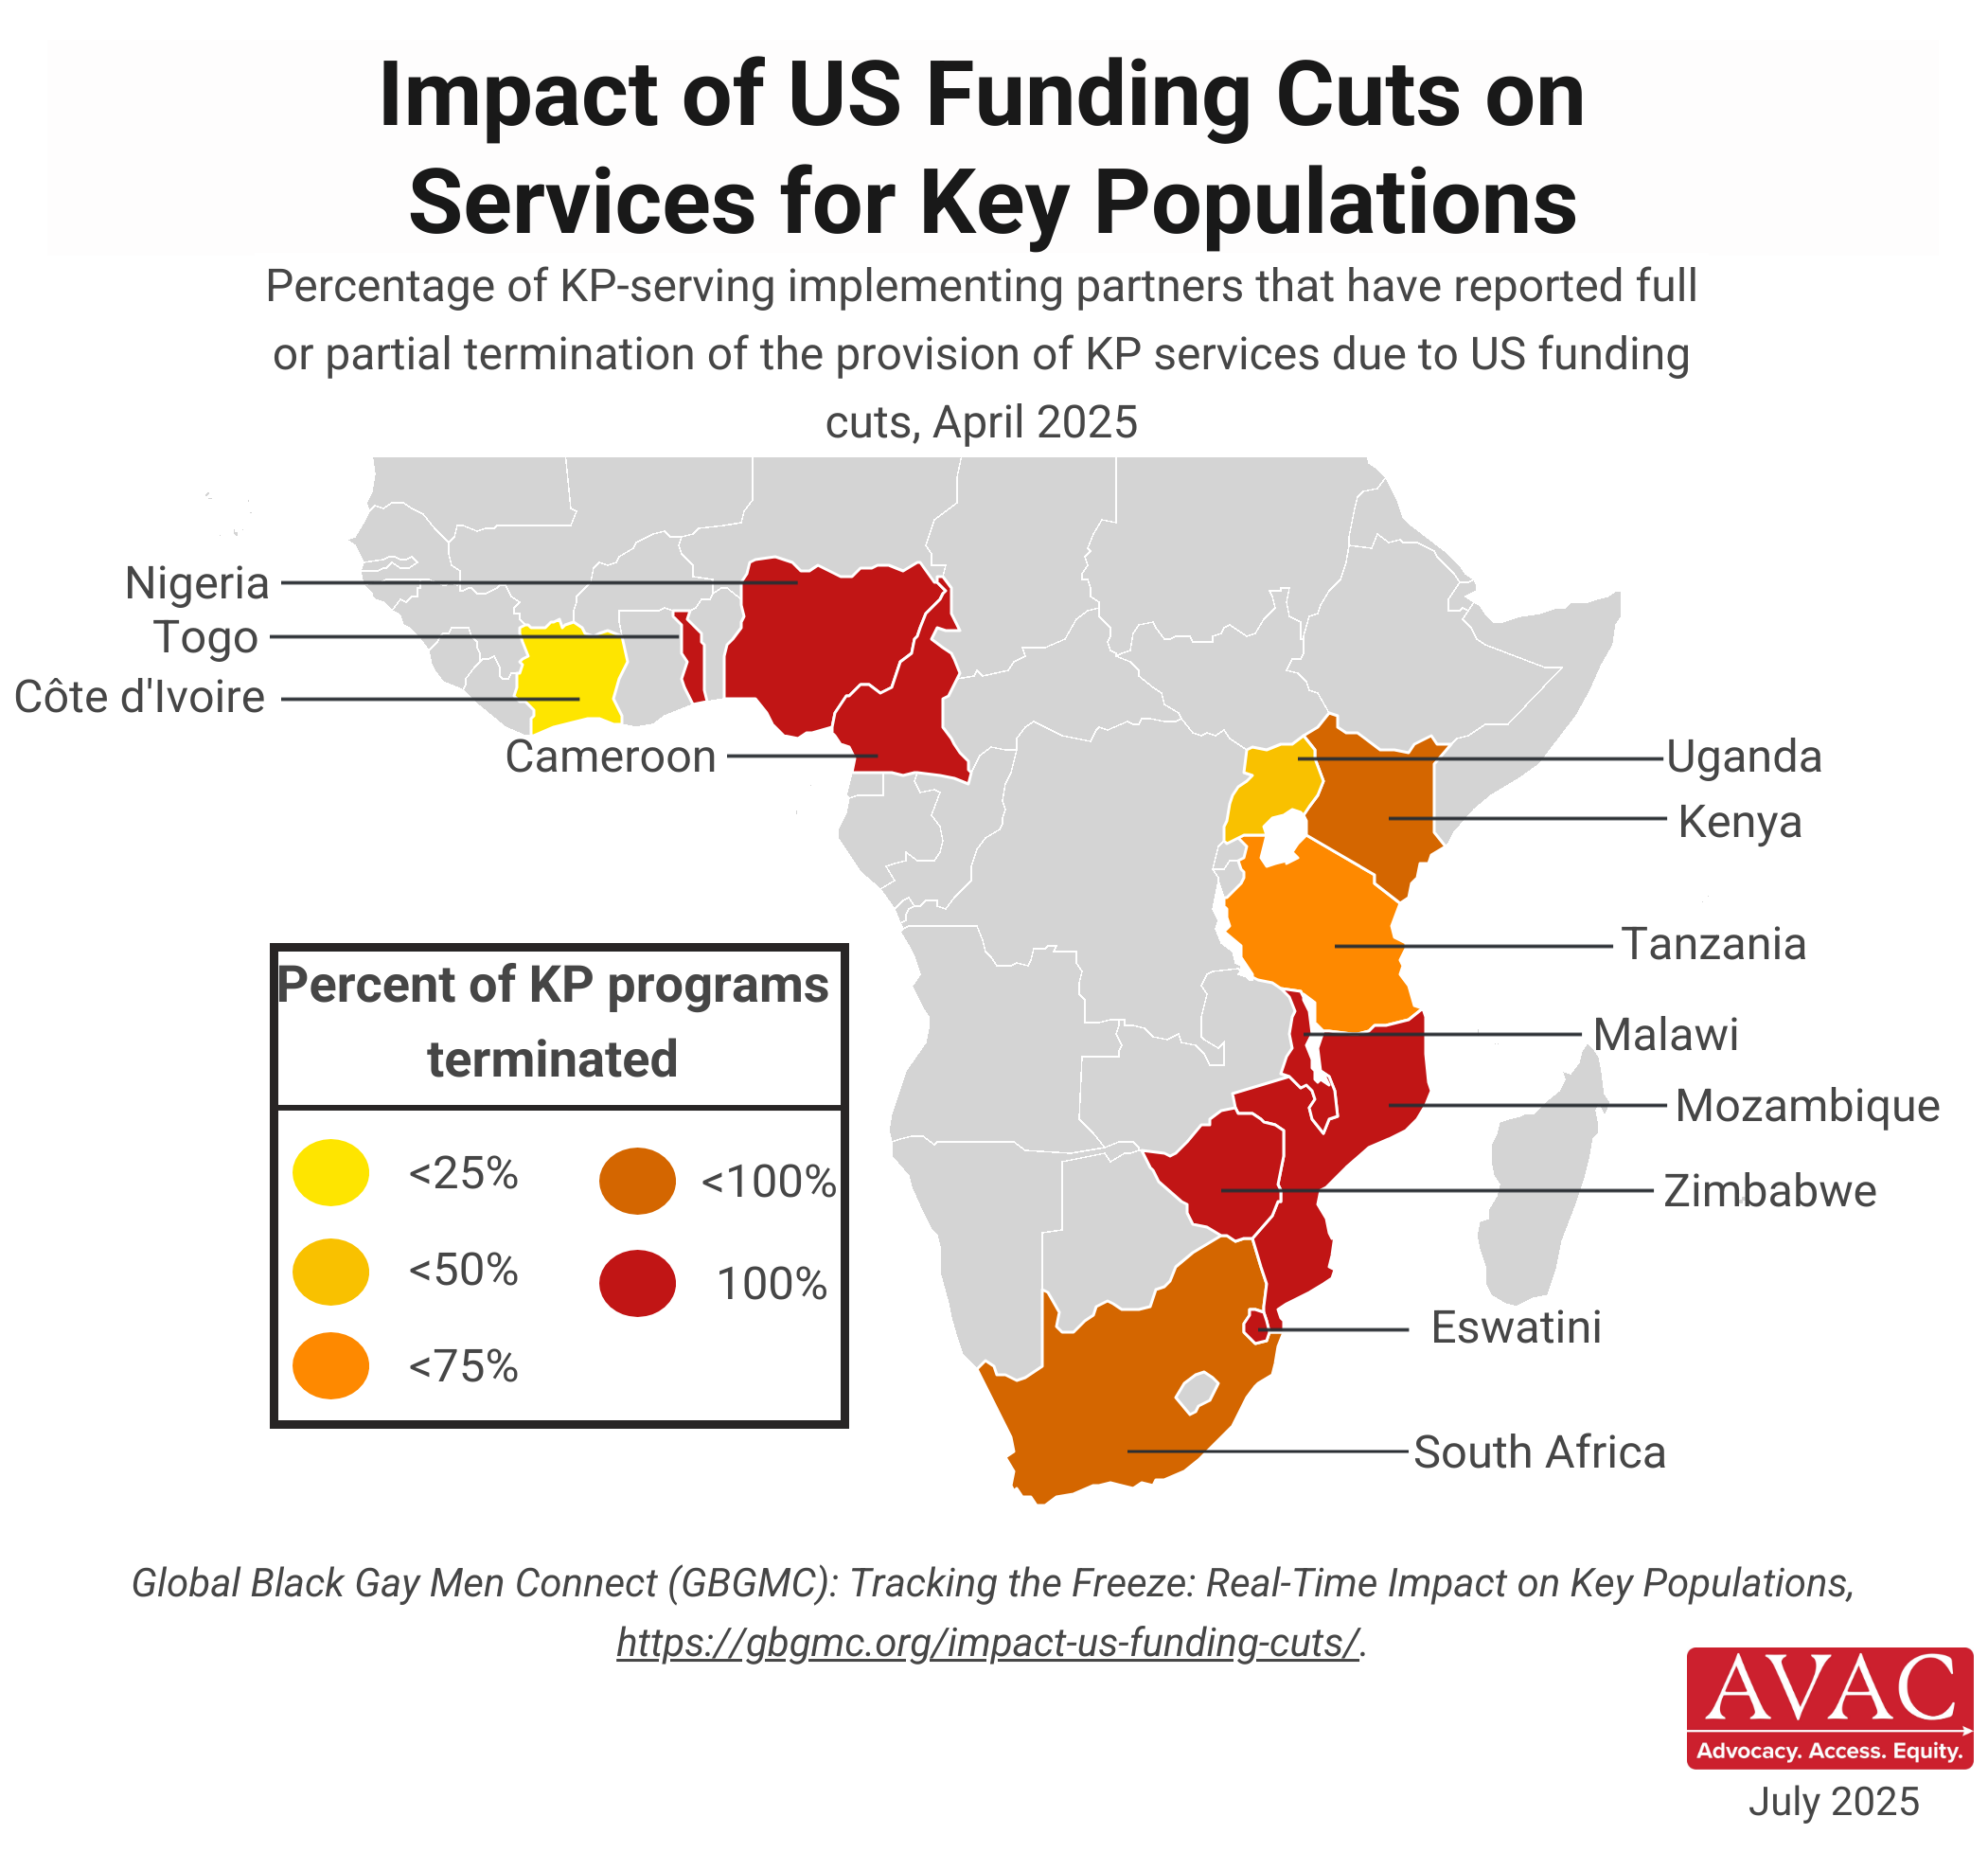 Impact of US Funding Cuts on
Services for Key Populations
Percentage of KP-serving implementing partners that have reported full
or partial termination of the provision of KP services due to US funding
cuts, April 2025
Nigeria
Togo
Côte d'Ivoire
Cameroon
Uganda
Kenya
Tanzania
Malawi
Mozambique
Zimbabwe
Eswatini
South Africa
Percent of KP programs
terminated
<25%
<50%
<75%
<100%
100%
Global Black Gay Men Connect (GBGMC): Tracking the Freeze: Real-Time Impact on Key Populations,
https://gbgmc.org/impact-us-funding-cuts/.
AVAC
Advocacy. Access. Equity.
July 2025